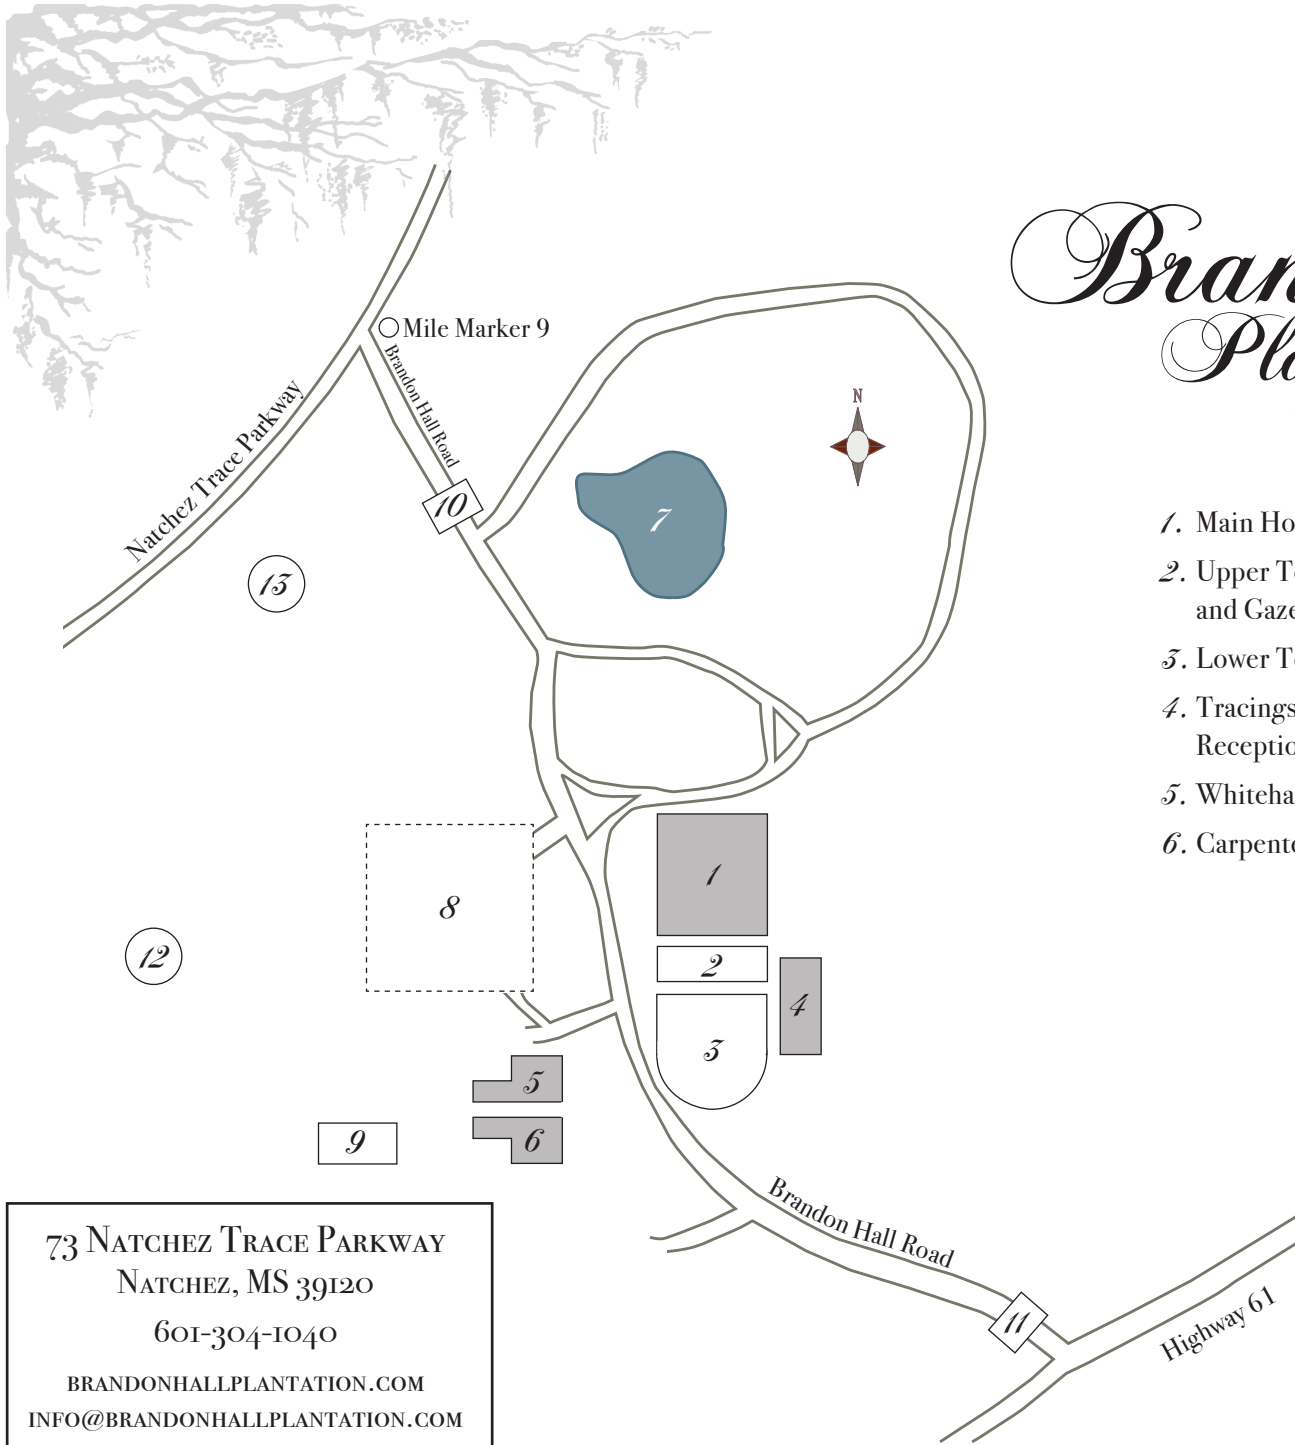 Mile Marker 9
Brandon Hall Road
Natchez Trace Parkway
N
10
7
13
1
8
2
12
4
3
5
6
9
Brandon Hall Road
11
Highway 61
Bran
Pla
1. Main Ho
2. Upper Te
and Gaze
3. Lower Te
4. Tracings
Receptio
5. Whiteha
6. Carpente
73 Natchez Trace Parkway
Natchez, MS 39120
601-304-1040
BRANDONHALLPLANTATION.COM
INFO@BRANDONHALLPLANTATION.COM